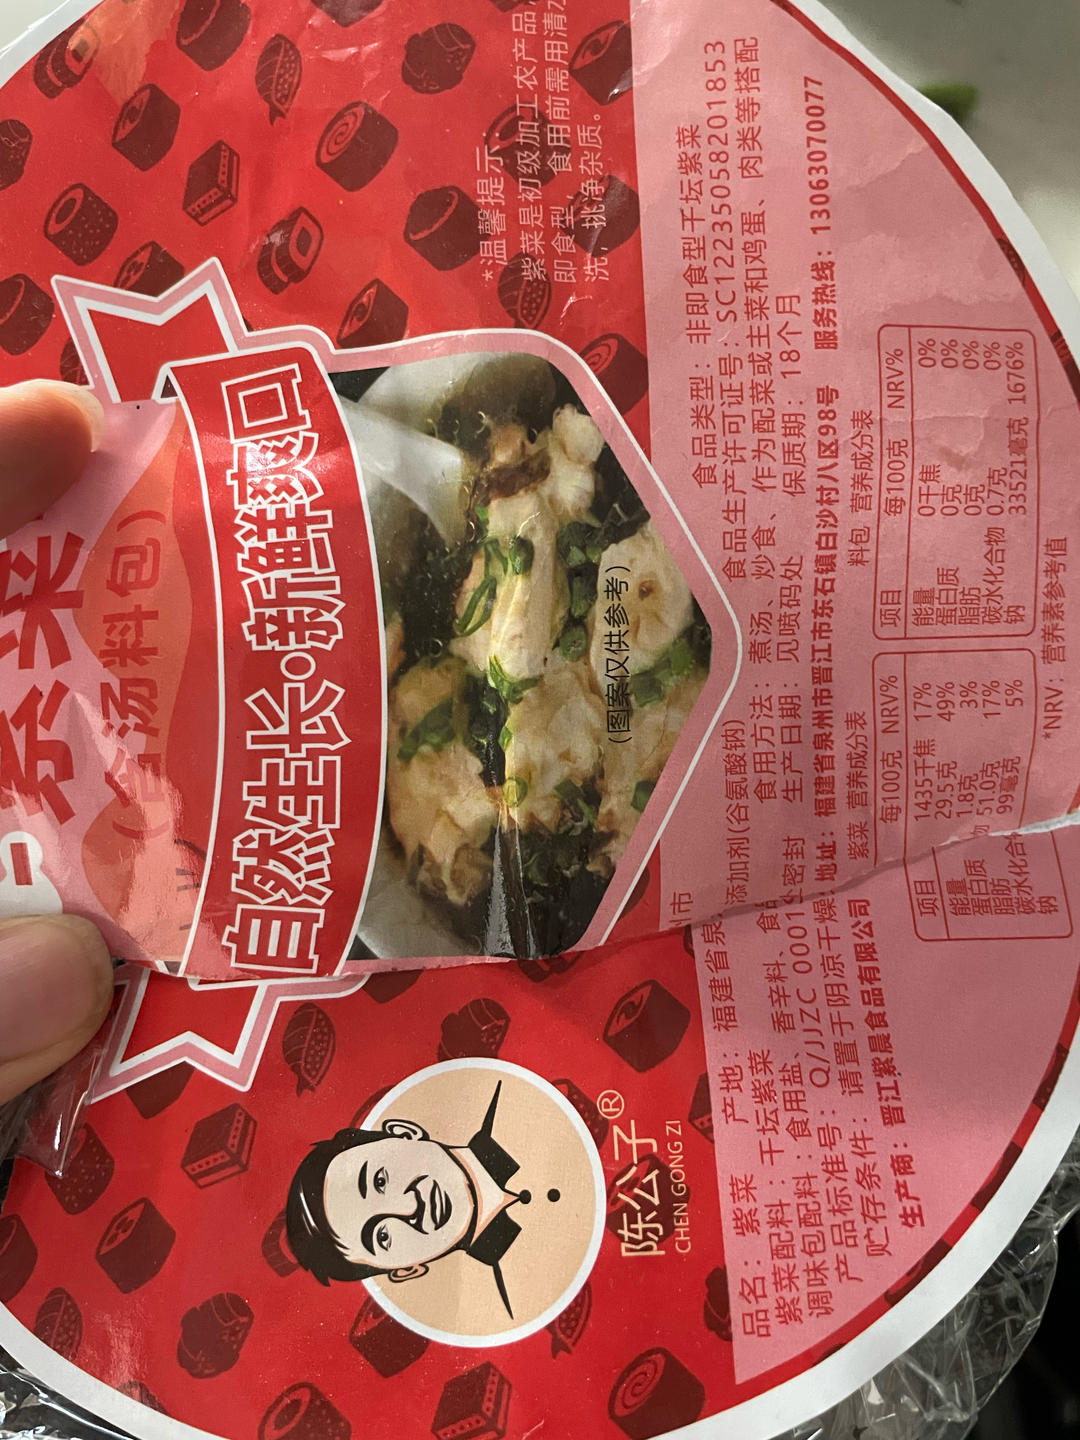 紫菜
(含汤料包)
自然生长·新鲜爽口
(图案仅供参考)
*温馨提示:
紫菜是初级加工农产品,
即食型，食用前需用清水
洗，挑净杂质。
陈公子®
CHEN GONG ZI
品名：紫菜 产地：福建省泉 州市 食品类型：非即食型干坛紫菜
紫菜配料：干坛紫菜 食品生产许可证号：SC12235058201853
调味包配料：食用盐、香辛料、食品添加剂(谷氨酸钠) 食用方法：煮汤、炒食、作为配菜或主菜和鸡蛋、肉类等搭配
产品标准号：Q/JJZC 0001 生产日期：见喷码处 保质期：18个月
贮存条件：请置于阴凉干燥 密封
生产商：晋江紫晨食品有限公司 地址：福建省泉州市晋江市东石镇白沙村八区98号 服务热线：13063070077
紫菜 营养成分表
项目 每100克 NRV%
能量 1435千焦 17%
蛋白质 29.5克 49%
脂肪 1.8克 3%
碳水化合物 51.0克 17%
钠 99毫克 5%
料包 营养成分表
项目 每100克 NRV%
能量 0千焦 0%
蛋白质 0克 0%
脂肪 0克 0%
碳水化合物 0.7克 0%
钠 33521毫克 1676%
*NRV：营养素参考值